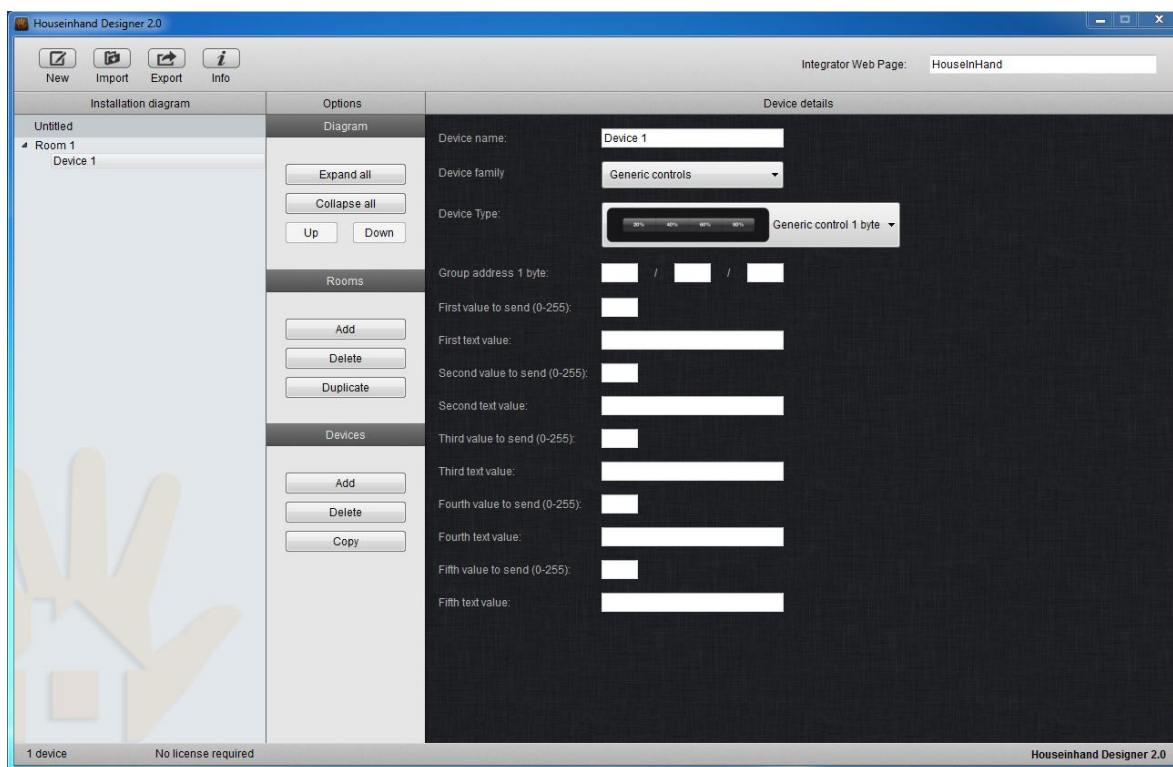 Houseinhand Designer 2.0
New Import Export Info
Integrator Web Page: HouseInHand
Installation diagram
Options
Device details
Untitled
Room 1
Device 1
Diagram
Expand all
Collapse all
Up Down
Rooms
Add
Delete
Duplicate
Devices
Add
Delete
Copy
Device name: Device 1
Device family Generic controls
Device Type: 20% 40% 60% 80% Generic control 1 byte
Group address 1 byte: / /
First value to send (0-255):
First text value:
Second value to send (0-255):
Second text value:
Third value to send (0-255):
Third text value:
Fourth value to send (0-255):
Fourth text value:
Fifth value to send (0-255):
Fifth text value:
1 device No license required Houseinhand Designer 2.0